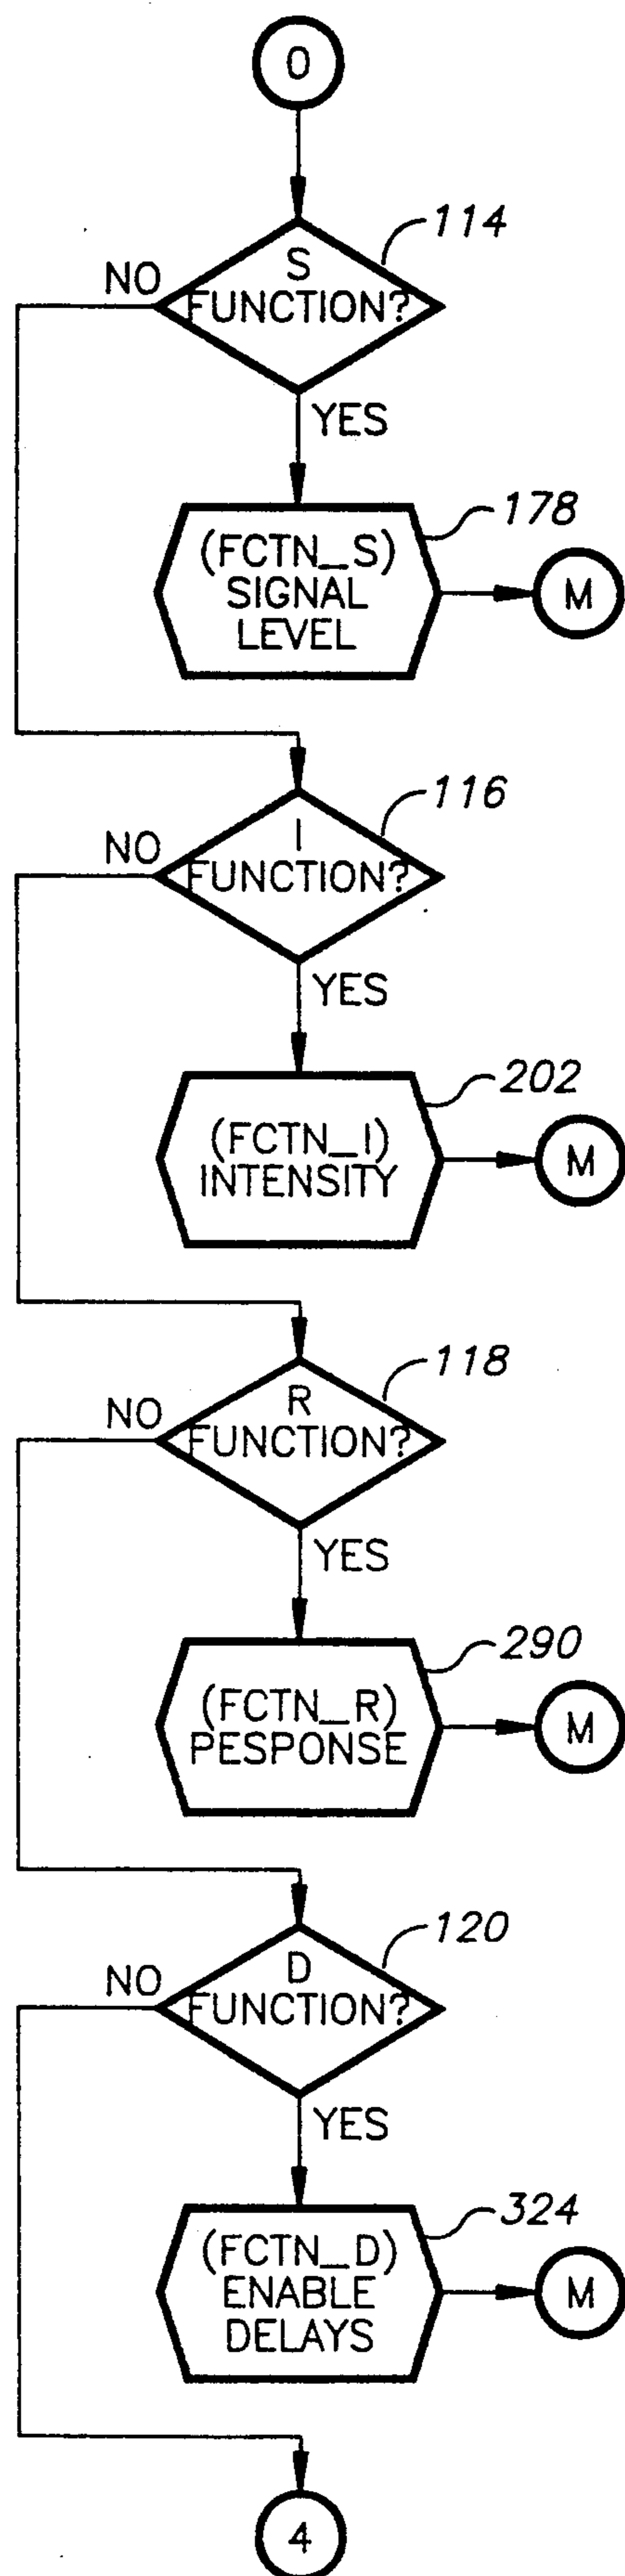 0
114
S
NO
FUNCTION?
YES
178
(FCTN_S)
SIGNAL
LEVEL
M
116
I
NO
FUNCTION?
YES
202
(FCTN_I)
INTENSITY
M
118
R
NO
FUNCTION?
YES
290
(FCTN_R)
PESPONSE
M
120
D
NO
FUNCTION?
YES
324
(FCTN_D)
ENABLE
DELAYS
M
4